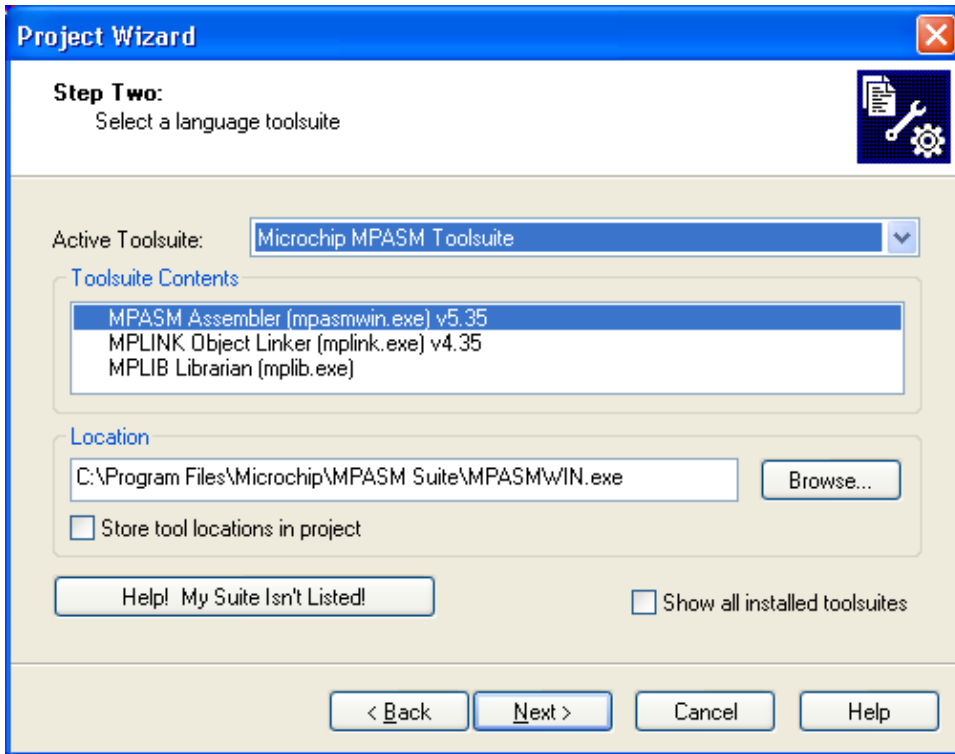 Project Wizard
Step Two:
Select a language toolsuite
Active Toolsuite: Microchip MPASM Toolsuite
Toolsuite Contents
MPASM Assembler (mpasmwin.exe) v5.35
MPLINK Object Linker (mplink.exe) v4.35
MPLIB Librarian (mplib.exe)
Location
C:\Program Files\Microchip\MPASM Suite\MPASMWIN.exe Browse...
Store tool locations in project
Help! My Suite Isn't Listed! Show all installed toolsuites
< Back Next > Cancel Help